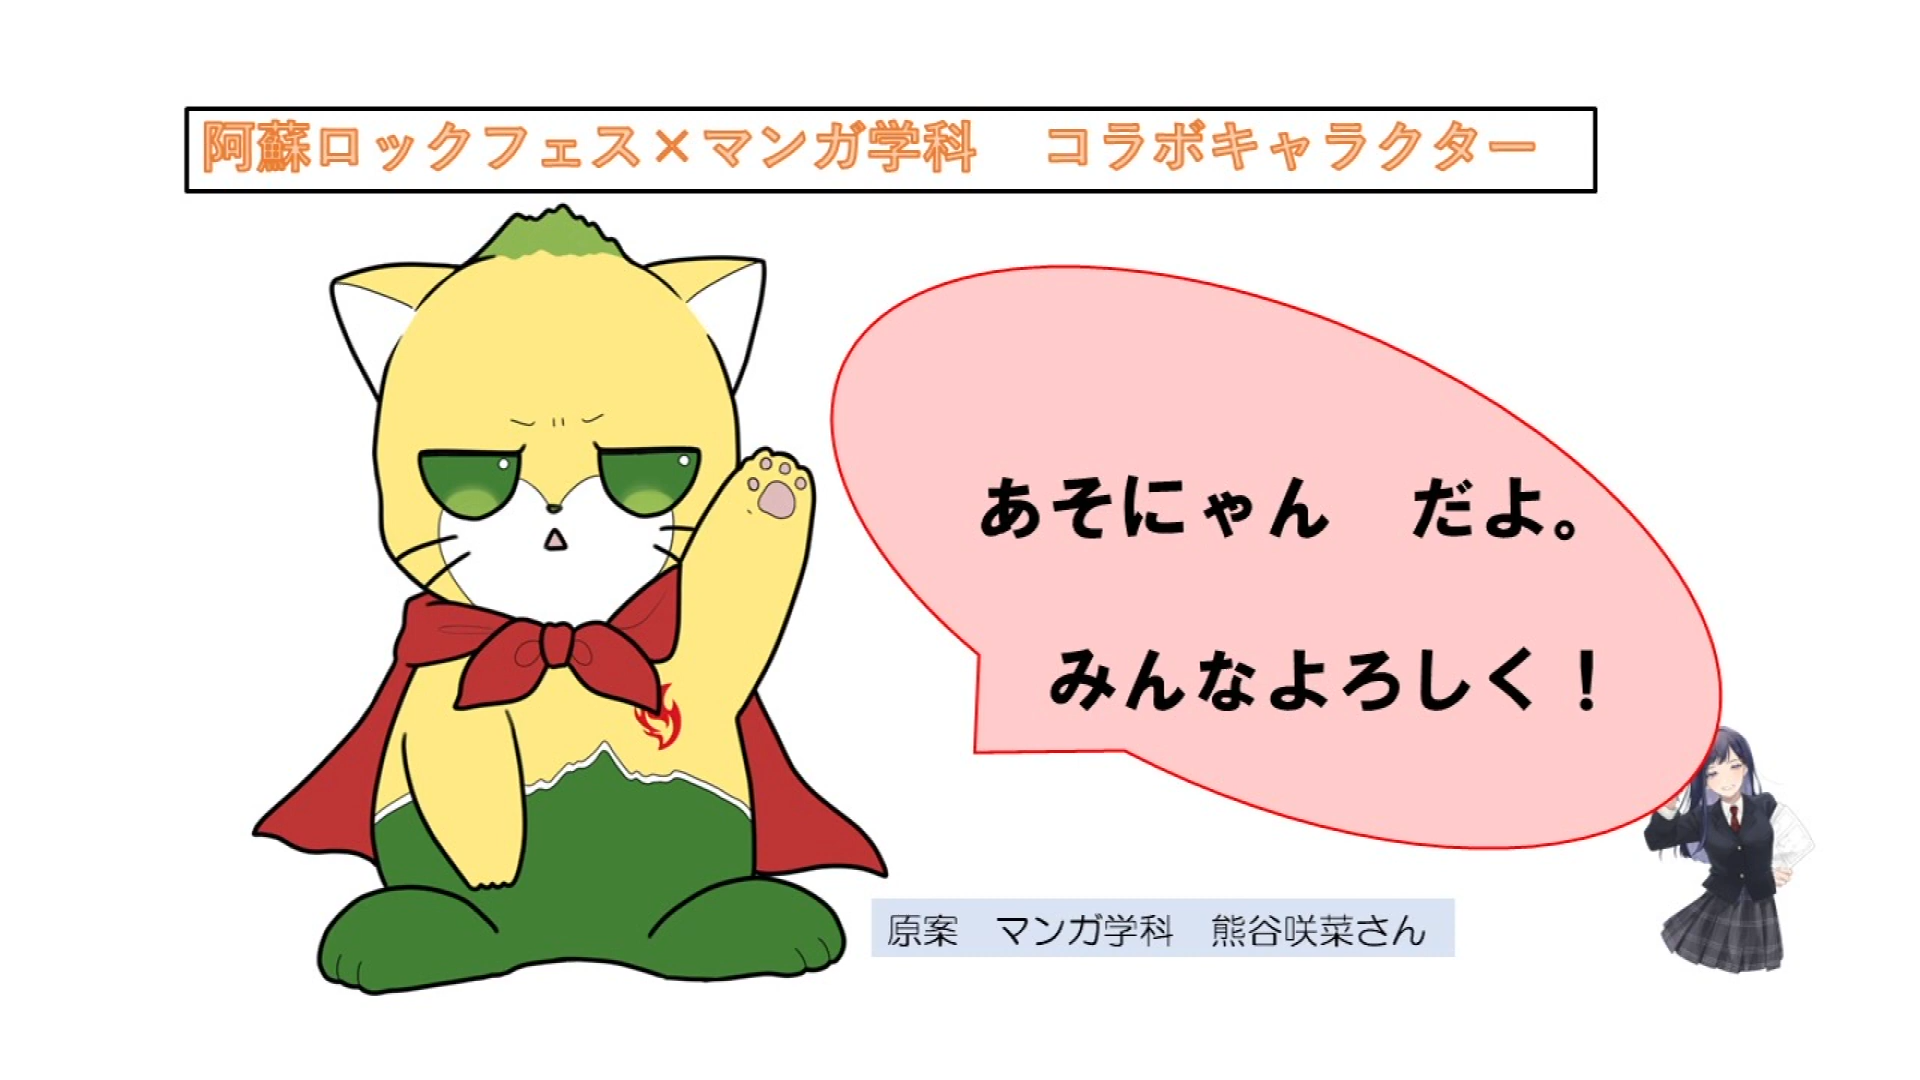 阿蘇ロックフェス×マンガ学科　コラボキャラクター
あそにゃん　だよ。
みんなよろしく！
原案　マンガ学科　熊谷咲菜さん